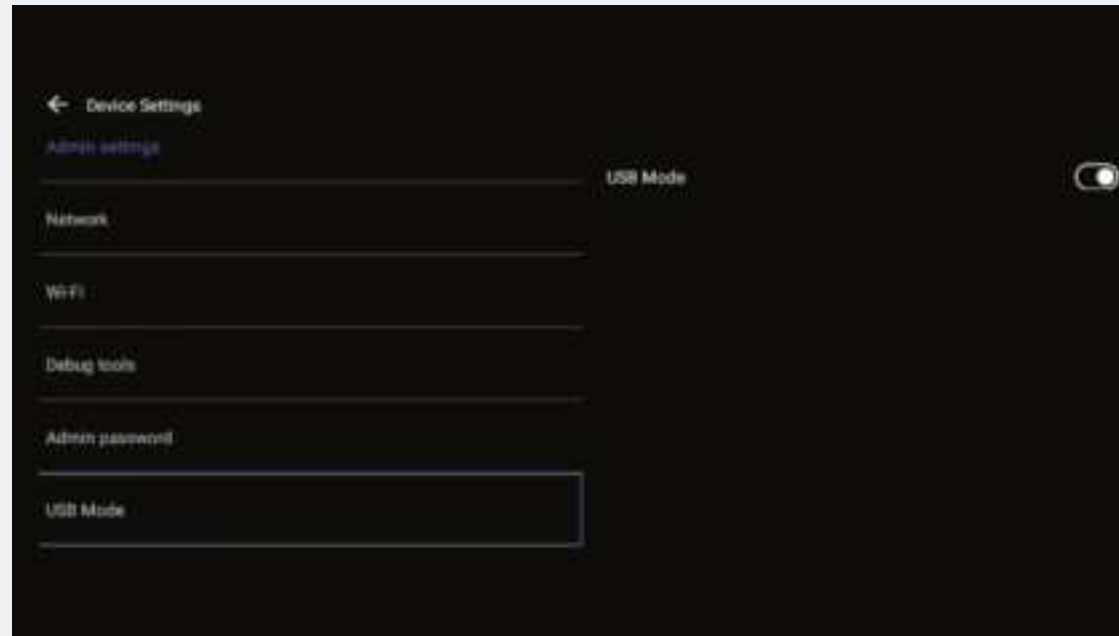 Device Settings
Admin settings
Network
Wi-Fi
Debug tools
Admin password
USB Mode
USB Mode